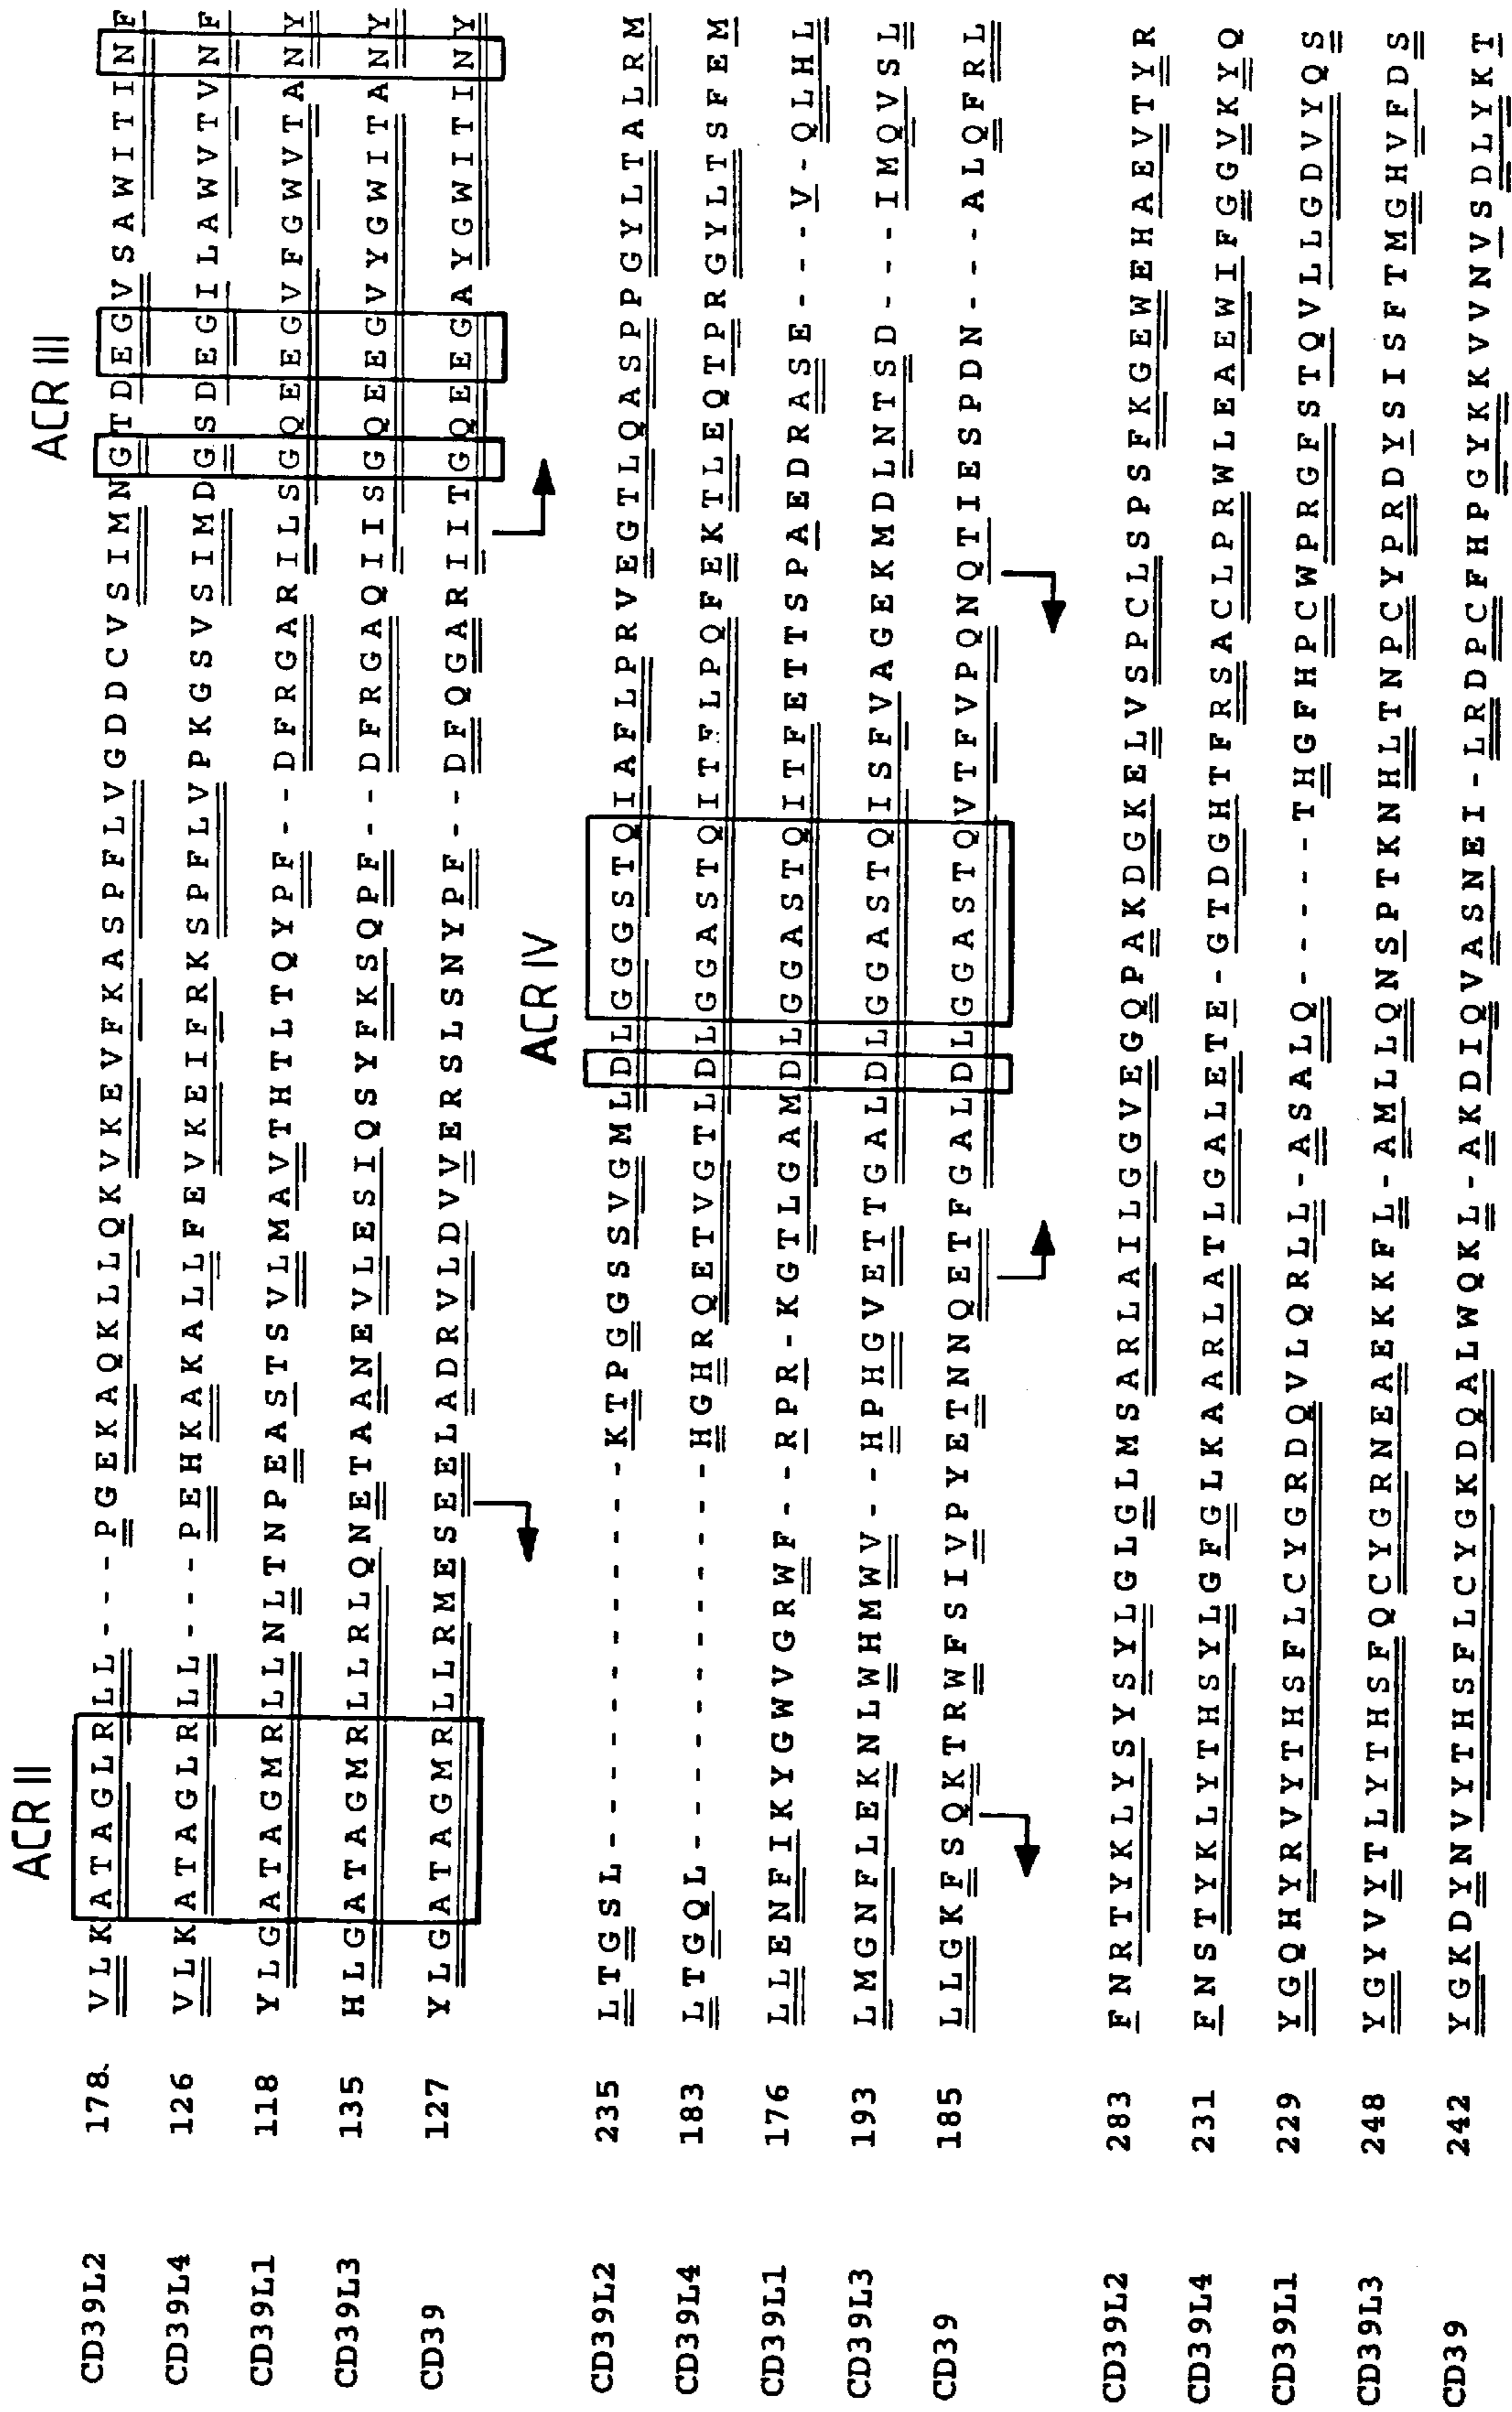 ACR II
ACR III
CD39L2 178 VLKATAGLRLL---PGEKAQKLLQKVKEVFKASPFLVGDDCVSIMNGTDEGVSAWITINF
CD39L4 126 VLKATAGLRLL---PEHKAKALLFEVKEIFRKSPFLVPKGSVSIMDGSDEGILAWVTVNF
CD39L1 118 YLGATAGMRLLNLTNPEASTSVLMAVTHTLTQYPF--DFRGARILSGQEEGVFGWVTANY
CD39L3 135 HLGATAGMRLLRLQNETAANEVLESIQSYFKSQPF--DFRGAQIISGQEEGVYGWITANY
CD39 127 YLGATAGMRLLRMESEELADRVLDVVERSLSNYPF--DFQGARIITGQEEGAYGWITINY
ACR IV
CD39L2 235 LTGSL------------KTPGGSSVGMLDLGGGSTQIAFLPRVEGTLQASPPGYLTALRM
CD39L4 183 LTGQL------------HGHRQETVGTLDLGGASTQITFLPQFEKTLEQTPRGYLTSFEM
CD39L1 176 LLENFIKYGWVGRWF--RPR-KGTLGAMDLGGASTQITFETTSPAEDRASE---V-QLHL
CD39L3 193 LMGNFLEKNLWHMWV--HPHGVETTGALDLGGASTQISFVAGEKMDLNTSD---IMQVSL
CD39 185 LLGKFSQKTRWFSIVPYETNNQETFGALDLGGASTQVTFVPQNQTIESPDN---ALQFRL
CD39L2 283 FNRTYKLYSYSYLGLGLMSARLAILGGVEGQPAKDGKELVSPCLSPSFKGEWEHAEVTYR
CD39L4 231 FNSTYKLYTHSYLGFGLKAARLATLGALETE-GTDGHTFRSACLPRWLEAEWIFGGVKYQ
CD39L1 229 YGQHYRVYTHSFLCYGRDQVLQRLL-ASALQ-----THGFHPCWPRGFSTQVLLGDVYQS
CD39L3 248 YGYVYTLYTHSFQCYGRNEAEKKFL-AMLLQNSPTKNHLTNPCYPRDYSISFTMGHVFDS
CD39 242 YGKDYNVYTHSFLCYGKDQALWQKL-AKDIQVASNEI-LRDPCFHPGYKKVVNVSDLYKT